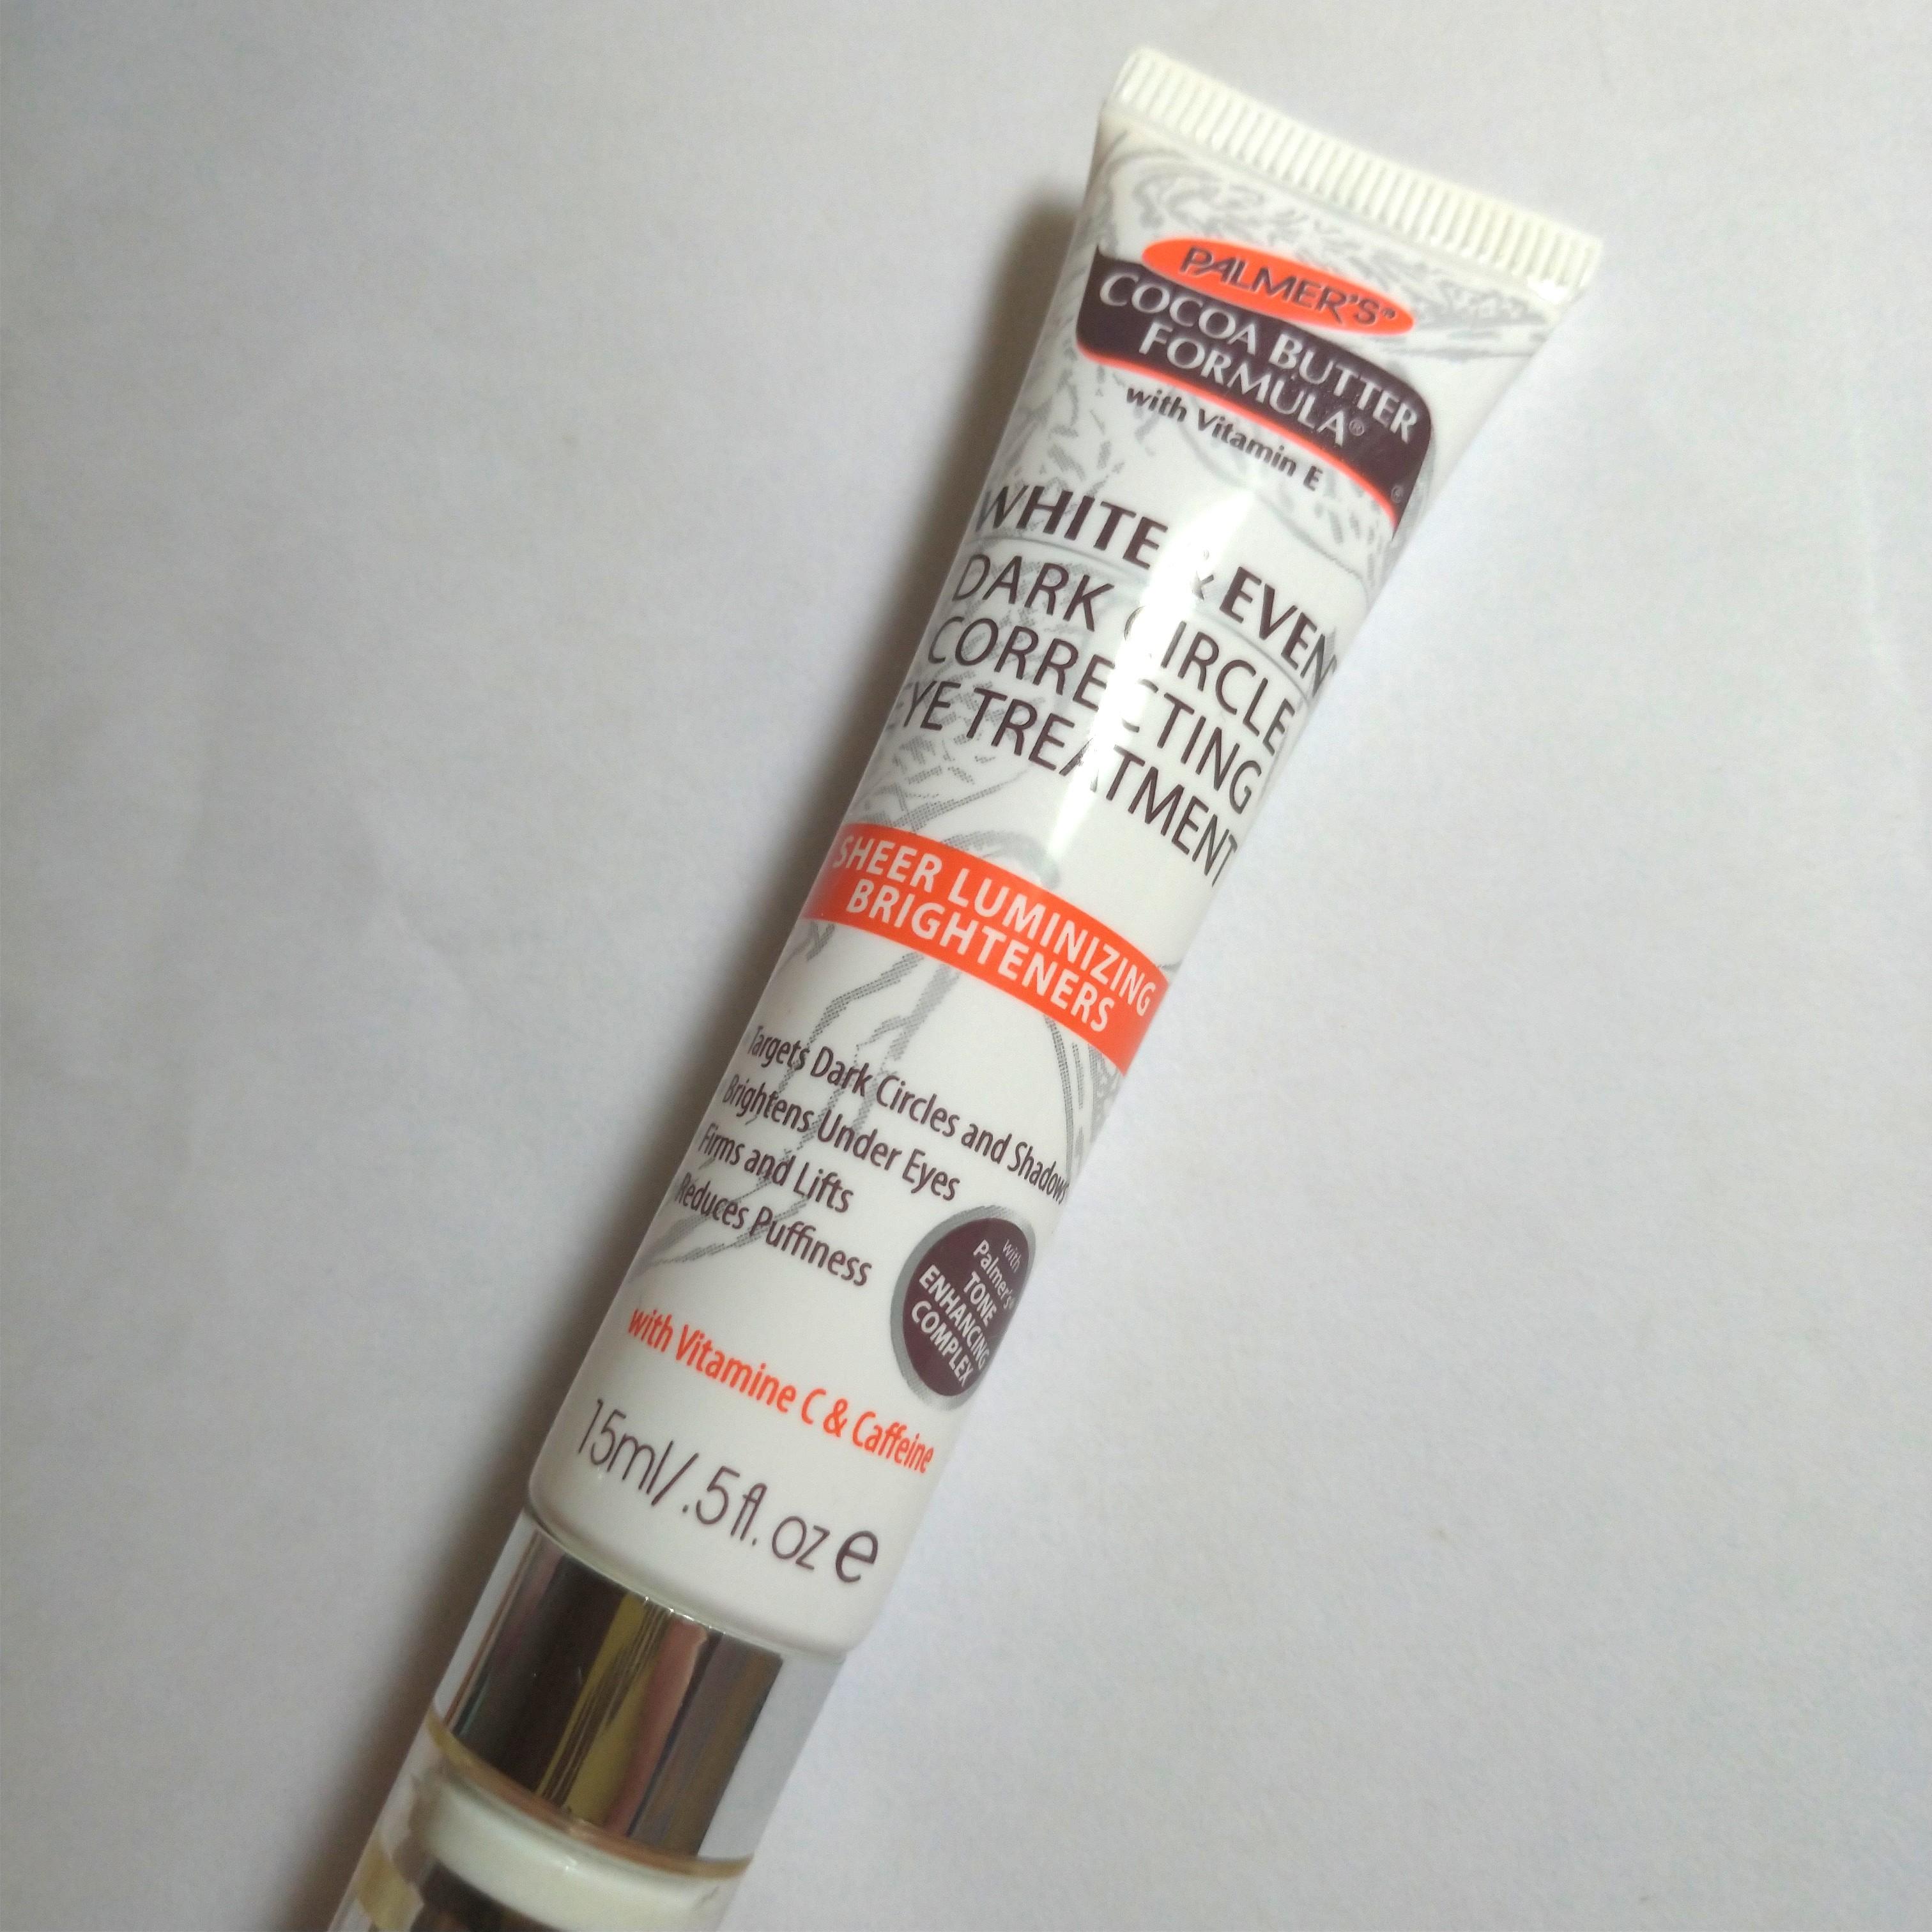 PALMER'S™
COCOA BUTTER
FORMULA®
with Vitamin E
WHITE & EVEN
DARK CIRCLE
CORRECTING
EYE TREATMENT
SHEER LUMINIZING
BRIGHTENERS
Targets Dark Circles and Shadows
Brightens Under Eyes
Firms and Lifts
Reduces Puffiness
with
Palmer's®
TONE
ENHANCING
COMPLEX
with Vitamine C & Caffeine
15ml/.5fl. oz e